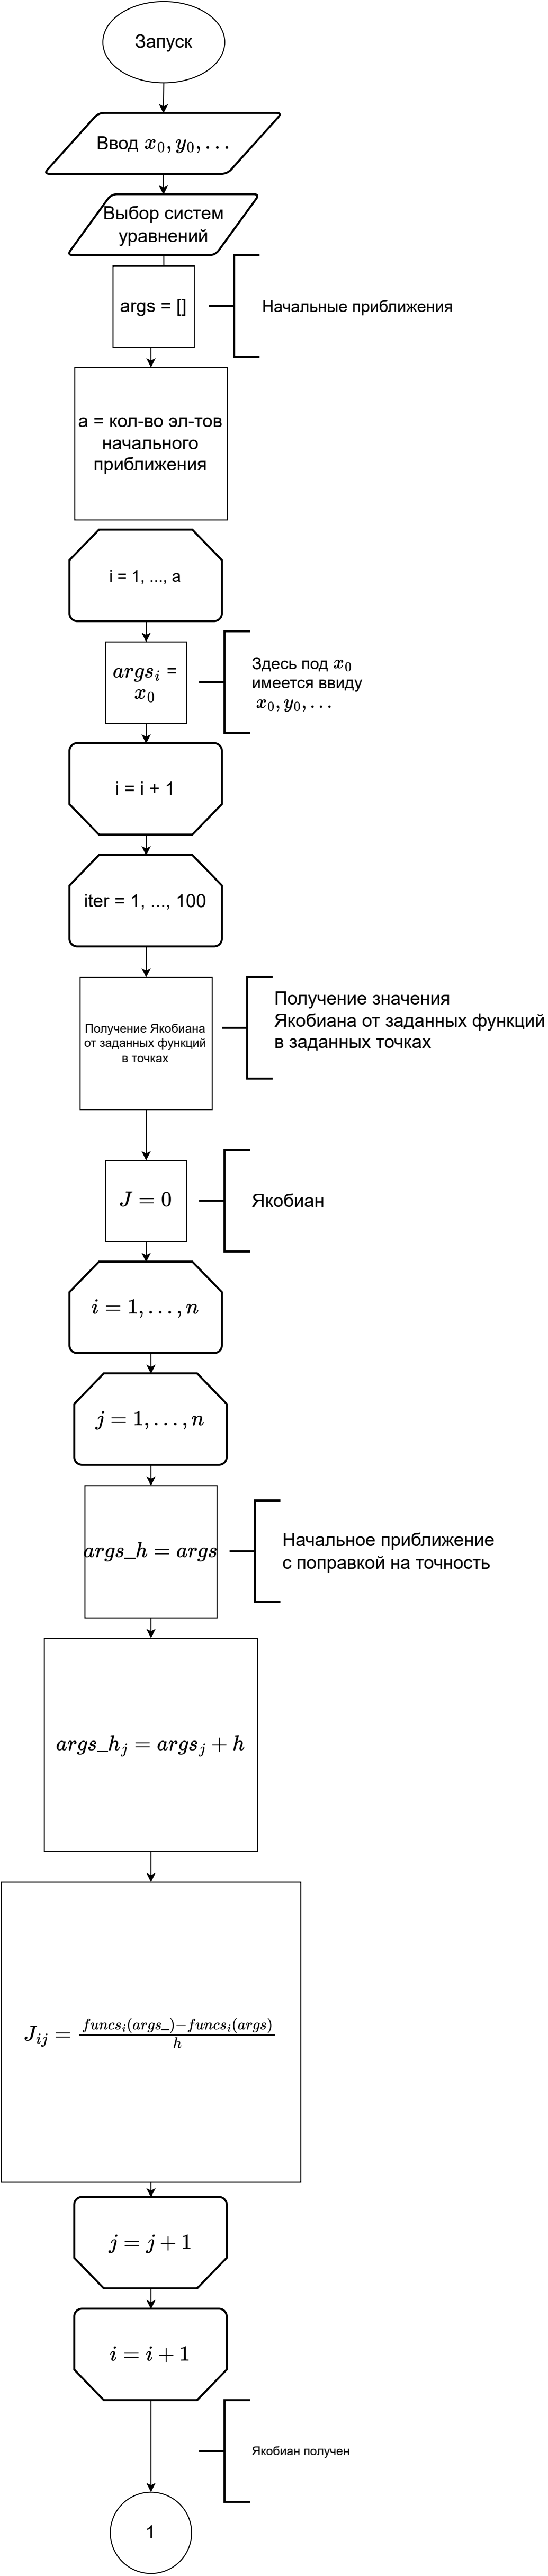 Запуск
Ввод x₀, y₀, …
Выбор систем
уравнений
args = []
Начальные приближения
a = кол-во эл-тов
начального
приближения
i = 1, ..., a
argsᵢ =
x₀
Здесь под x₀
имеется ввиду
x₀, y₀, …
i = i + 1
iter = 1, ..., 100
Получение Якобиана
от заданных функций
в точках
Получение значения
Якобиана от заданных функций
в заданных точках
J = 0
Якобиан
i = 1, …, n
j = 1, …, n
args_h = args
Начальное приближение
с поправкой на точность
args_hⱼ = argsⱼ + h
Jᵢⱼ = \frac{funcsᵢ(args_)−funcsᵢ(args)}{h}
j = j + 1
i = i + 1
Якобиан получен
1